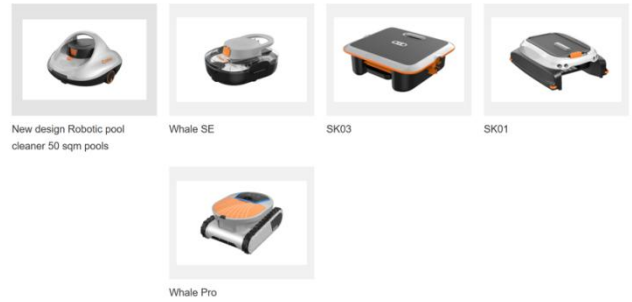 New design Robotic pool
cleaner 50 sqm pools
Whale SE
SK03
SK01
Whale Pro